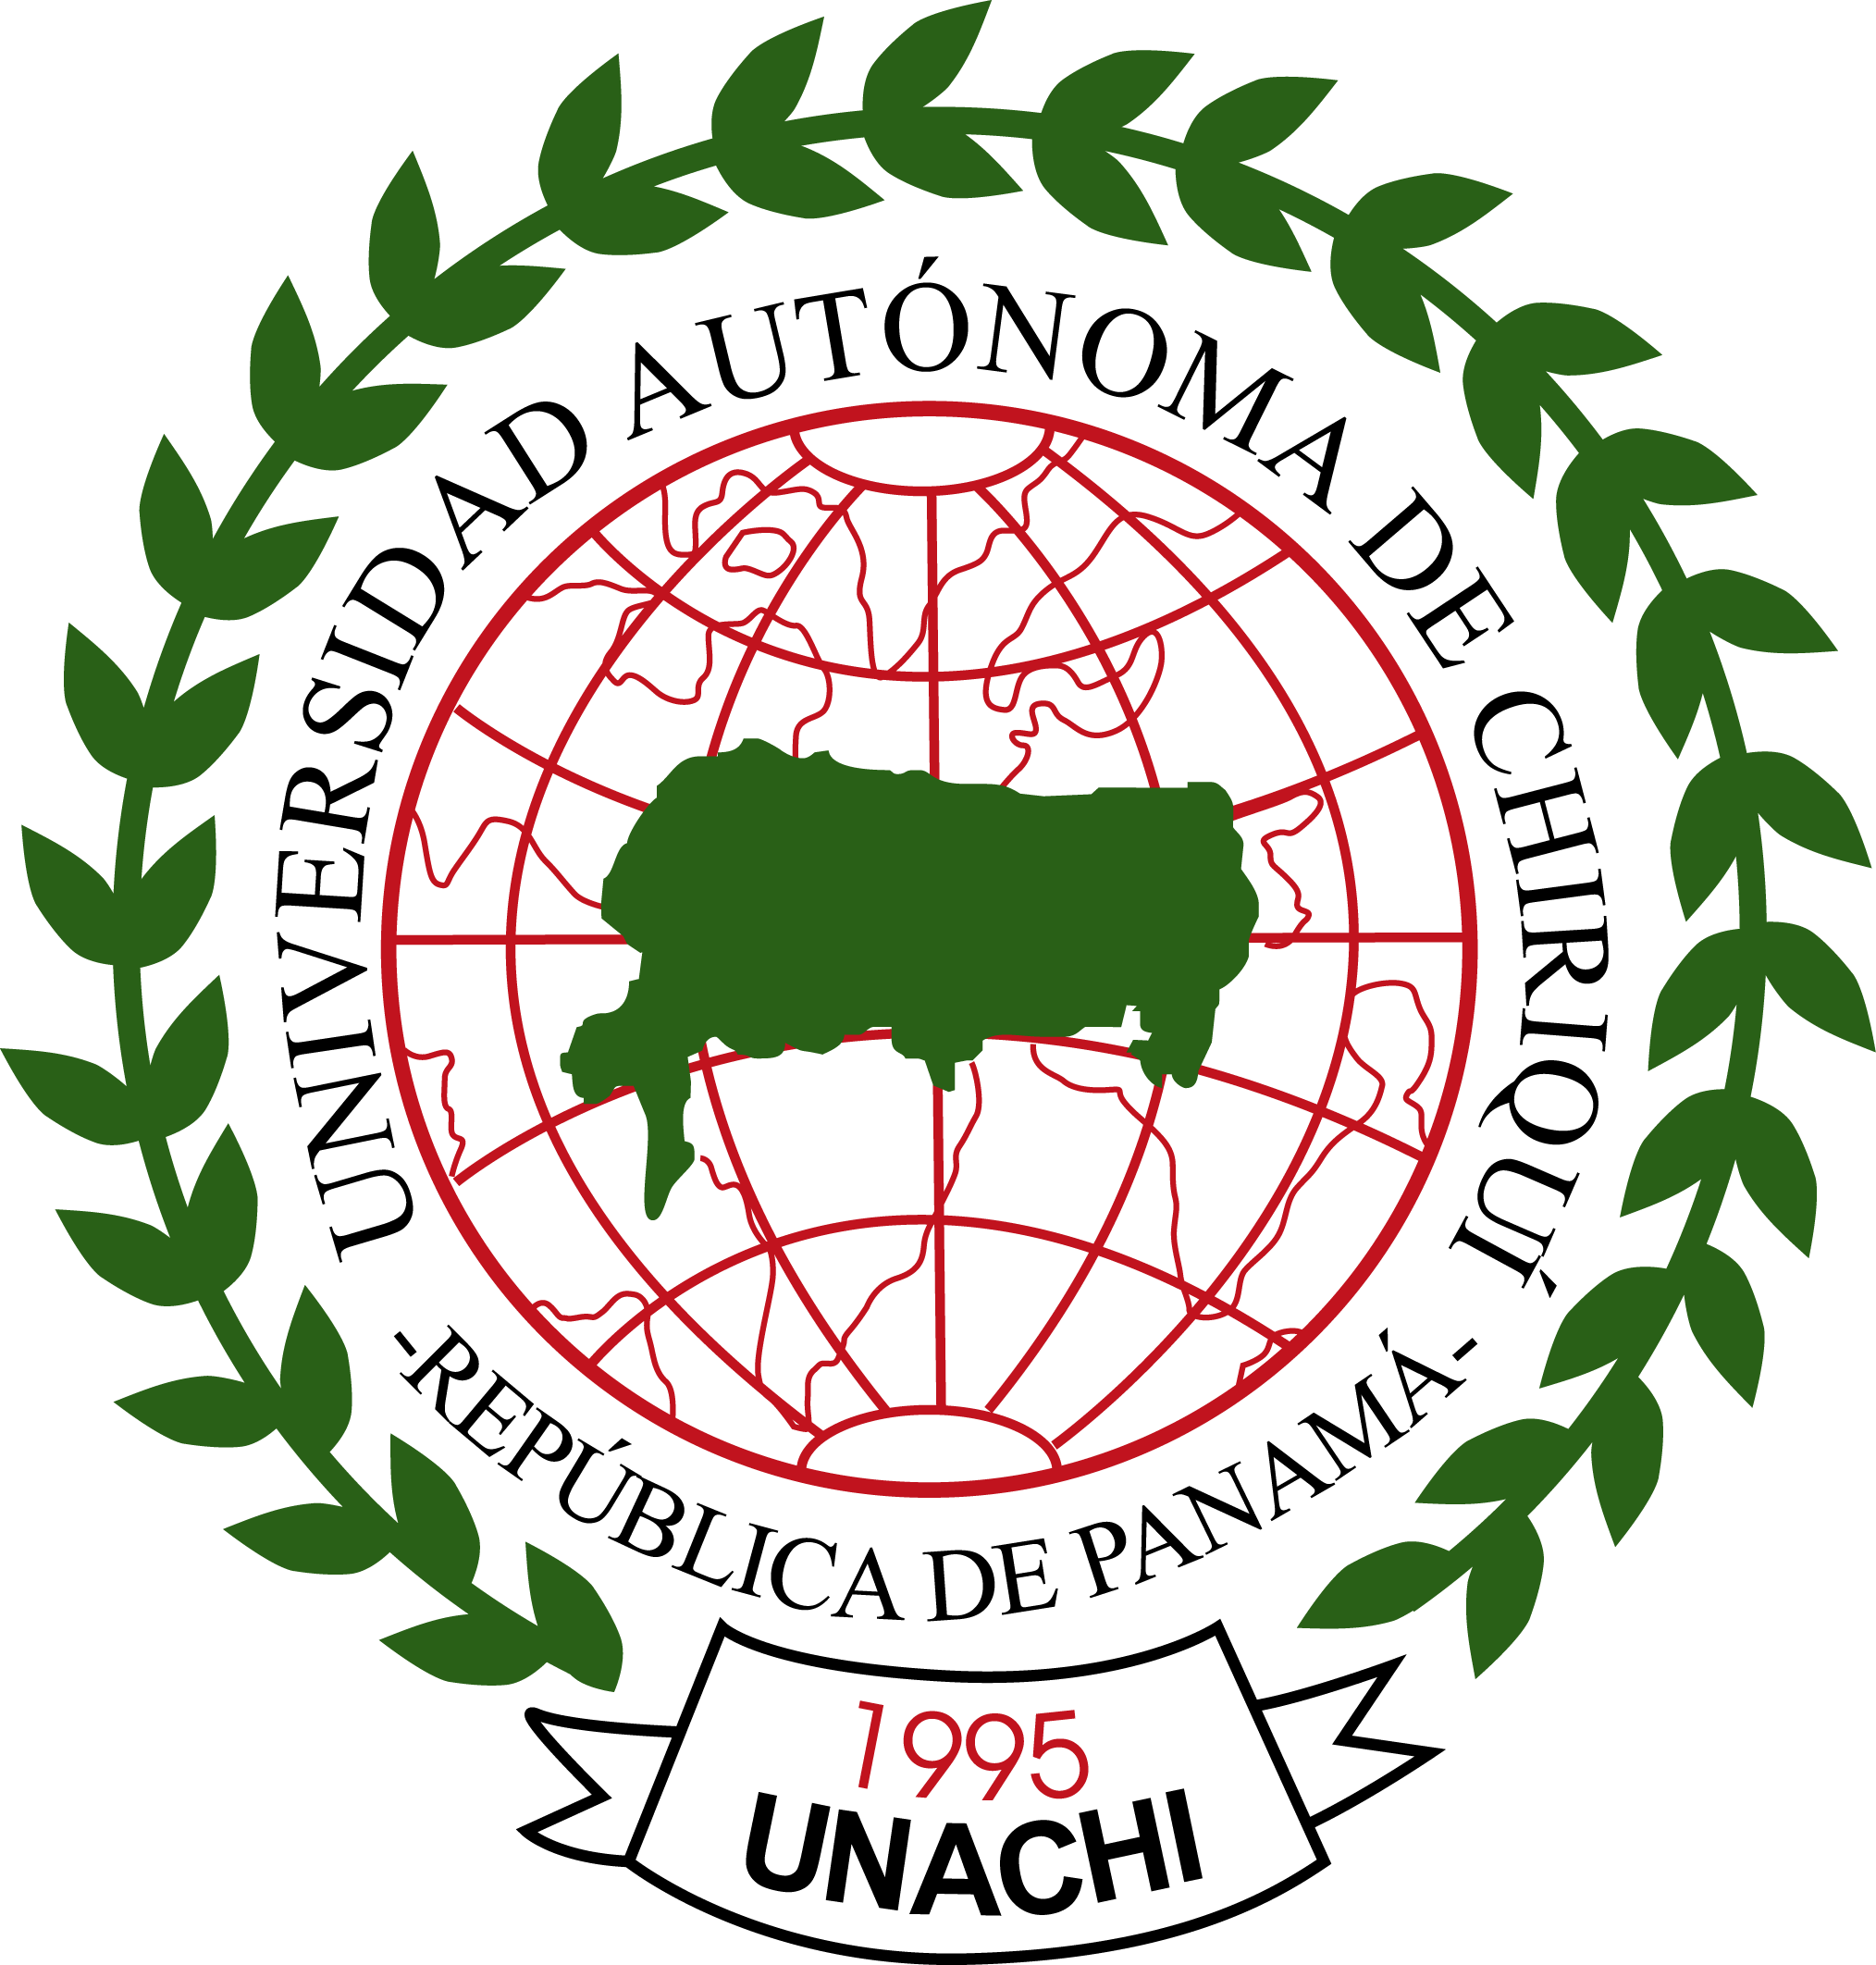 UNIVERSIDAD AUTÓNOMA DE CHIRIQUÍ
- REPÚBLICA DE PANAMÁ -
1995
UNACHI